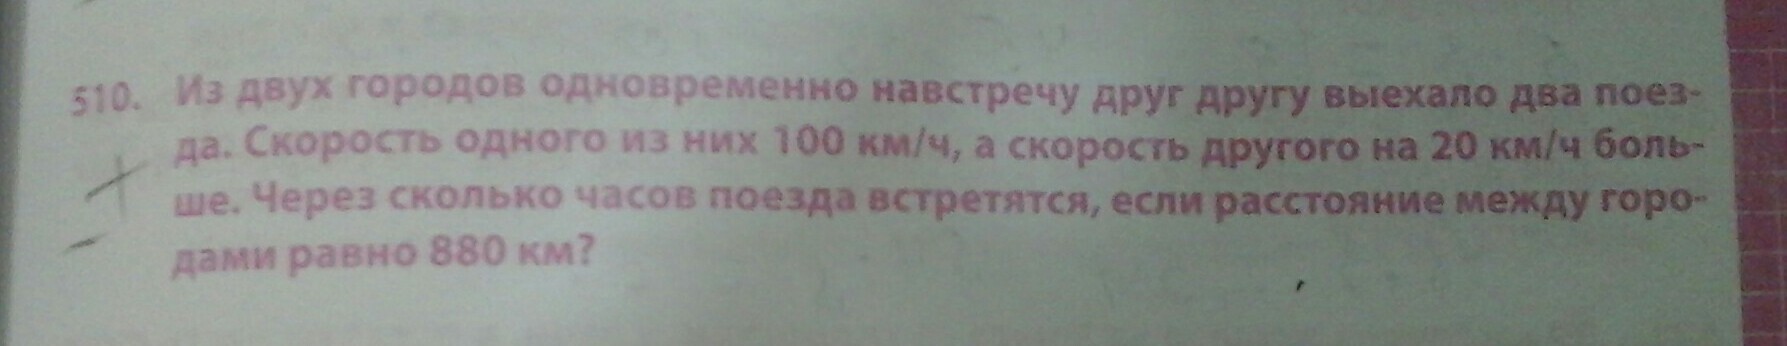 510. Из двух городов одновременно навстречу друг другу выехало два поез-
да. Скорость одного из них 100 км/ч, а скорость другого на 20 км/ч боль-
ше. Через сколько часов поезда встретятся, если расстояние между горо-
дами равно 880 км?